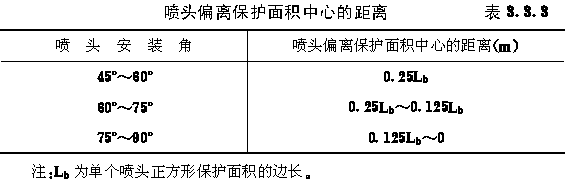 喷头偏离保护面积中心的距离 表 3.3.3
喷头安装角 喷头偏离保护面积中心的距离(m)
45°～60° 0.25Lb
60°～75° 0.25Lb～0.125Lb
75°～90° 0.125Lb～0
注:Lb 为单个喷头正方形保护面积的边长。